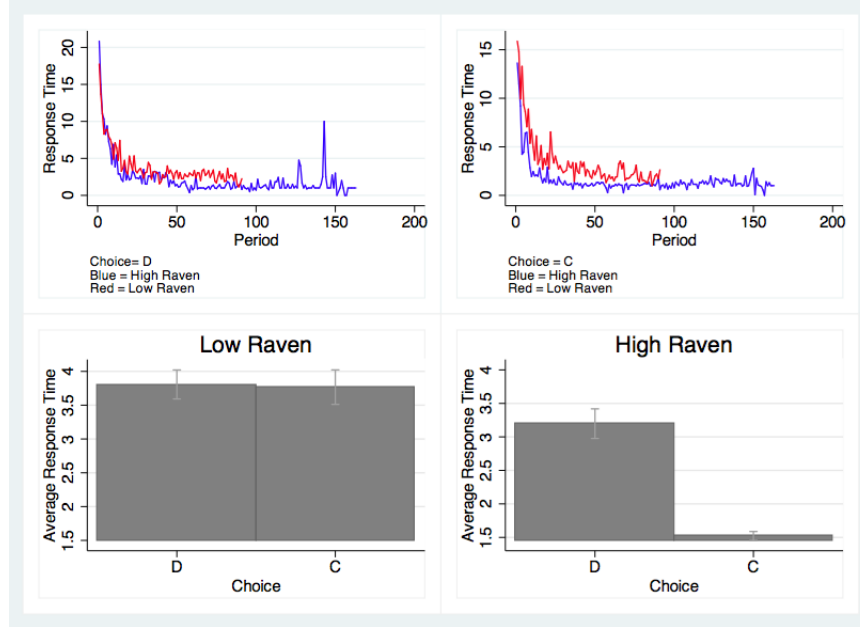 Response Time
20
15
10
5
0
0 50 100 150 200
Period
Choice= D
Blue = High Raven
Red = Low Raven
Response Time
15
10
5
0
0 50 100 150 200
Period
Choice = C
Blue = High Raven
Red = Low Raven
Low Raven
Average Response Time
4
3.5
3
2.5
2
1.5
D C
Choice
High Raven
Average Response Time
4
3.5
3
2.5
2
1.5
D C
Choice